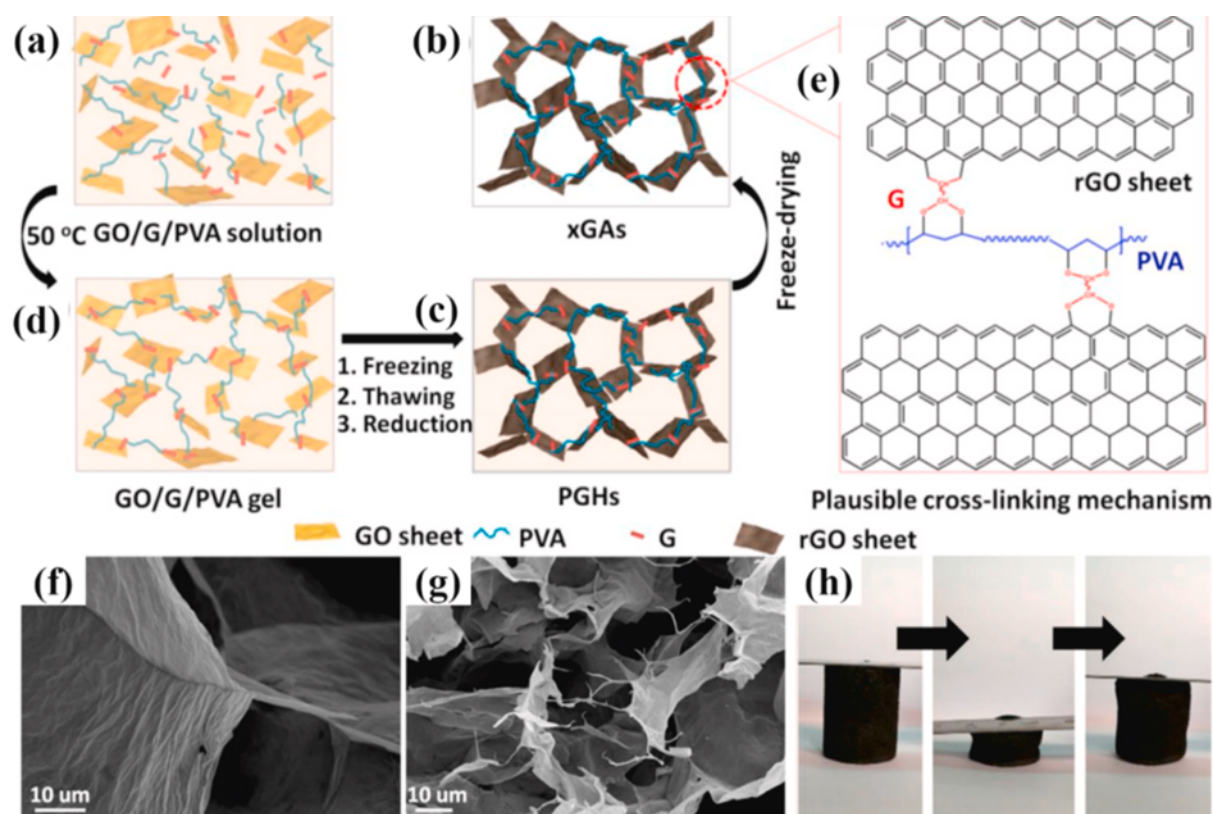 (a)
(b)
(e)
rGO sheet
G
50 ºC GO/G/PVA solution
xGAs
Freeze-drying
PVA
(d)
(c)
1. Freezing
2. Thawing
3. Reduction
GO/G/PVA gel
PGHs
Plausible cross-linking mechanism
GO sheet PVA G rGO sheet
(f)
(g)
(h)
10 um
10 um